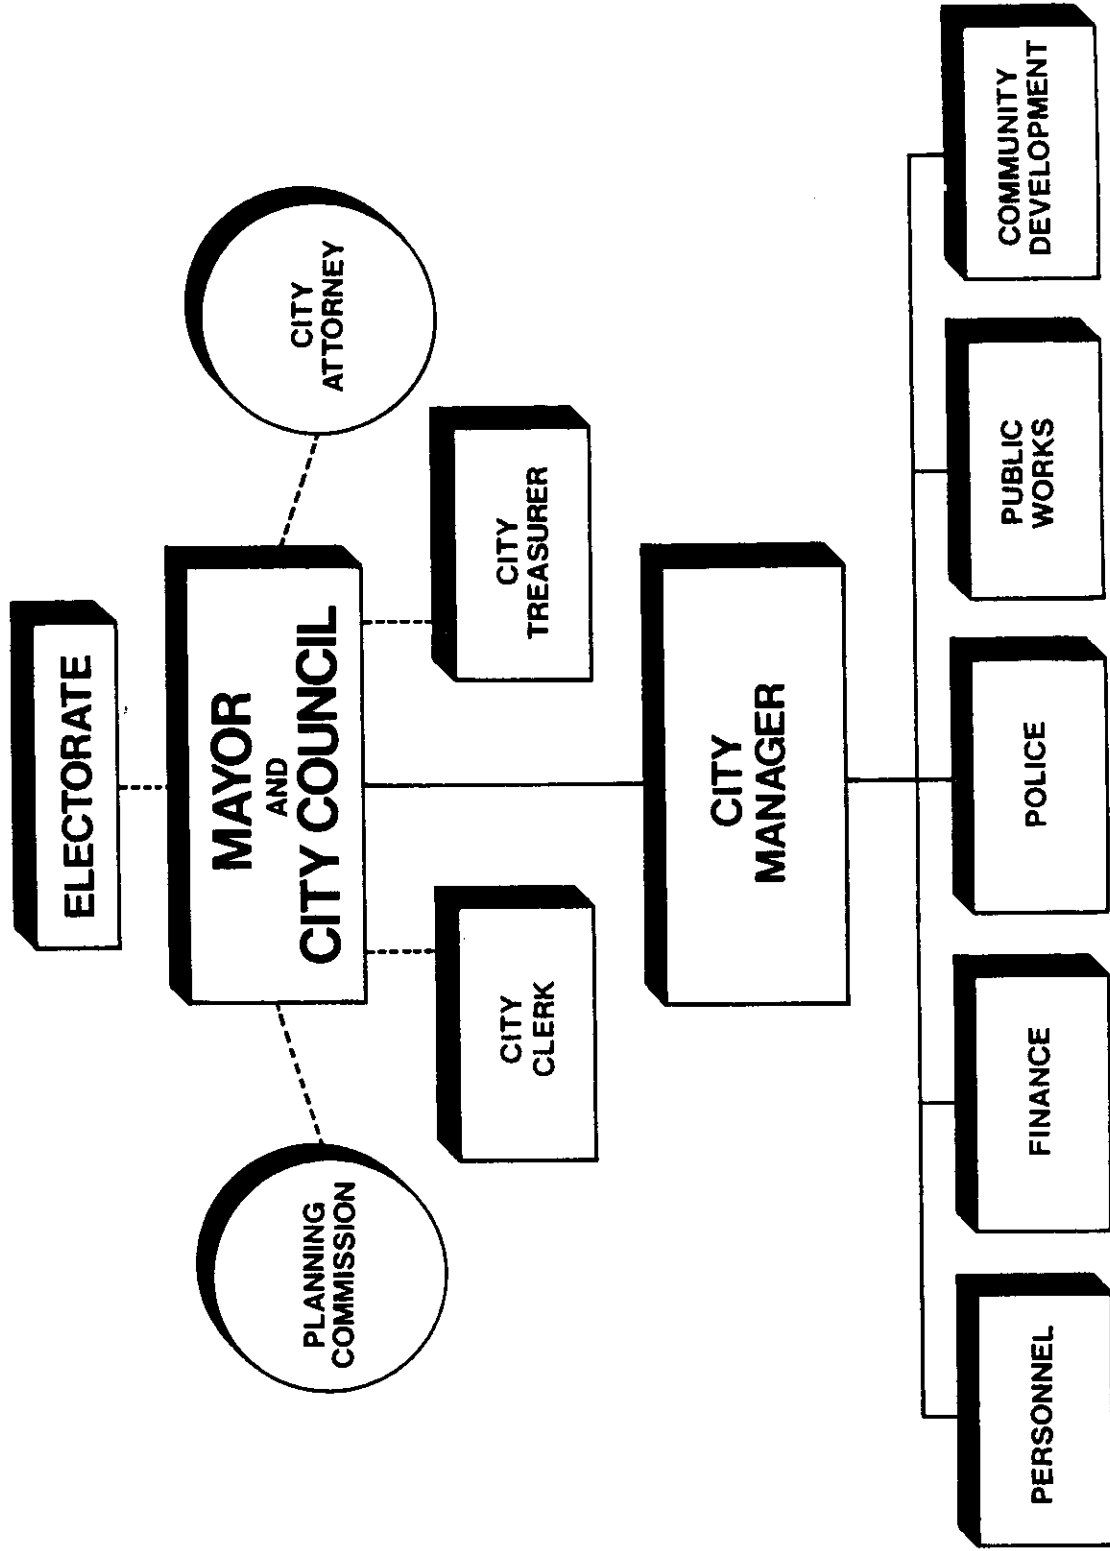 ELECTORATE
MAYOR
AND
CITY COUNCIL
PLANNING
COMMISSION
CITY
ATTORNEY
CITY
CLERK
CITY
TREASURER
CITY
MANAGER
PERSONNEL
FINANCE
POLICE
PUBLIC
WORKS
COMMUNITY
DEVELOPMENT